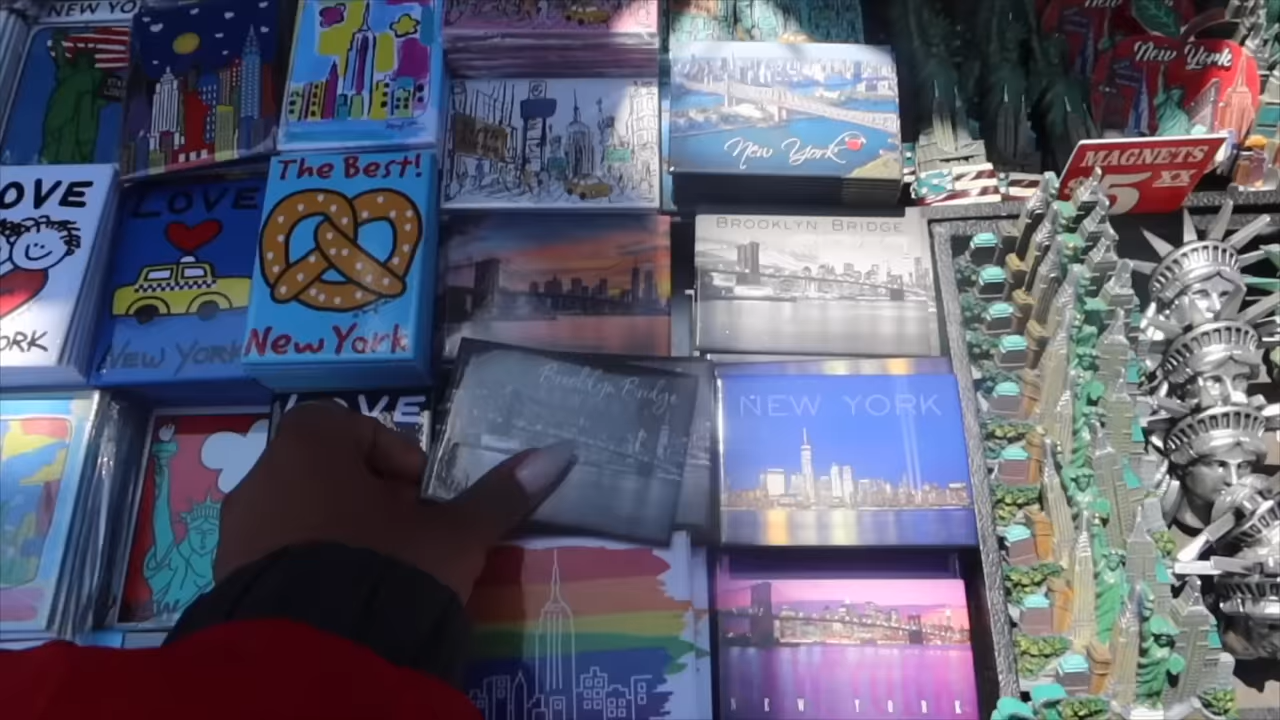 NEW YO
New York
New York
MAGNETS
$5 XX
The Best!
New York
OVE
ORK
LOVE
NEW YORK
BROOKLYN BRIDGE
Brooklyn Bridge
NEW YORK
LOVE
NEW YORK